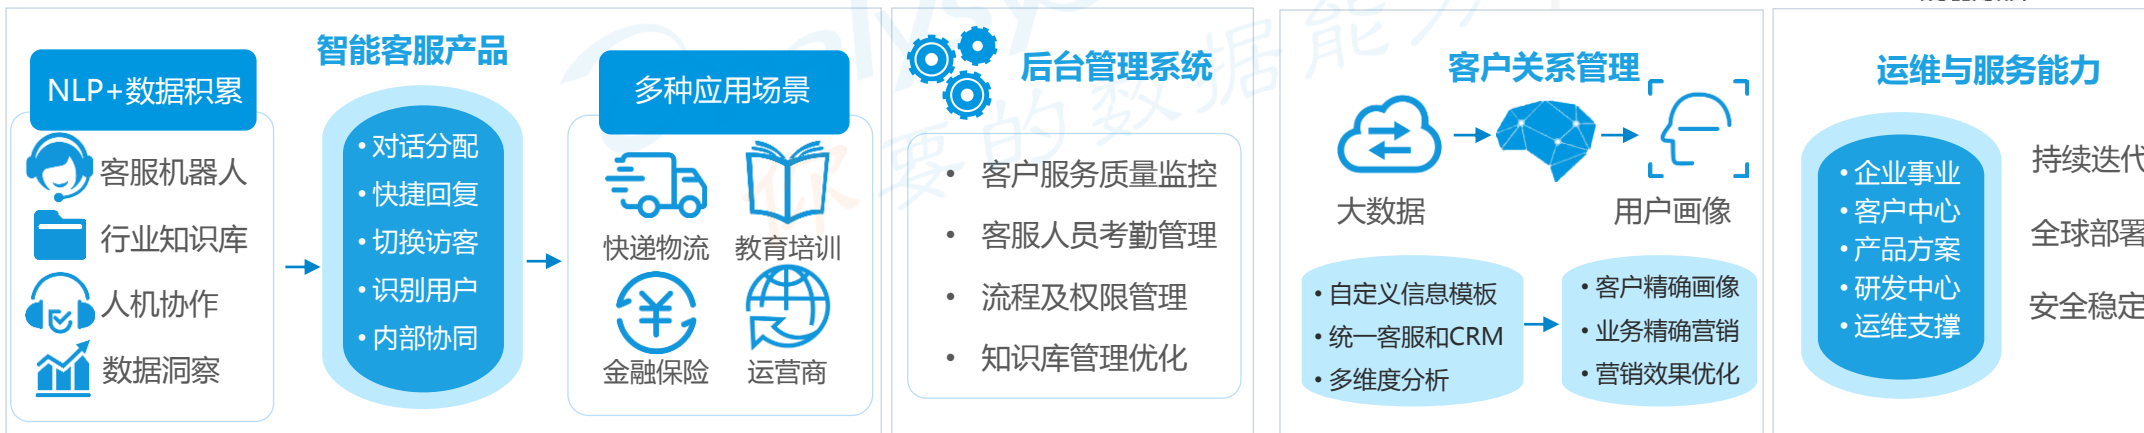 智能客服产品
NLP+数据积累
客服机器人
行业知识库
人机协作
数据洞察
•对话分配
•快捷回复
•切换访客
•识别用户
•内部协同
多种应用场景
快递物流
教育培训
金融保险
运营商
后台管理系统
• 客户服务质量监控
• 客服人员考勤管理
• 流程及权限管理
• 知识库管理优化
客户关系管理
大数据
用户画像
•自定义信息模板
•统一客服和CRM
•多维度分析
•客户精确画像
•业务精确营销
•营销效果优化
运维与服务能力
•企业事业
•客户中心
•产品方案
•研发中心
•运维支撑
持续迭代
全球部署
安全稳定
你要的数据能力